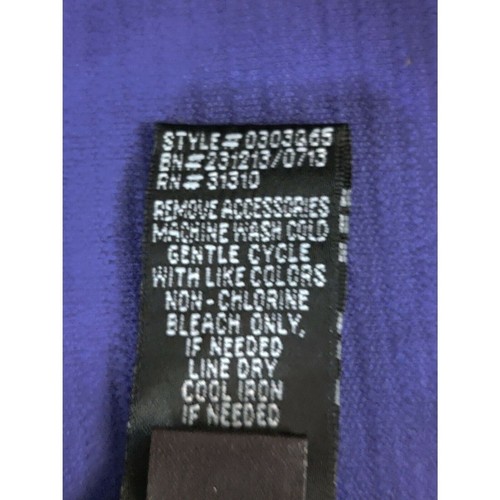 STYLE# 0303Q65
BN# 231213/0713
RN# 31310
REMOVE ACCESSORIES
MACHINE WASH COLD
GENTLE CYCLE
WITH LIKE COLORS
NON-CHLORINE
BLEACH ONLY,
IF NEEDED
LINE DRY
COOL IRON
IF NEEDED